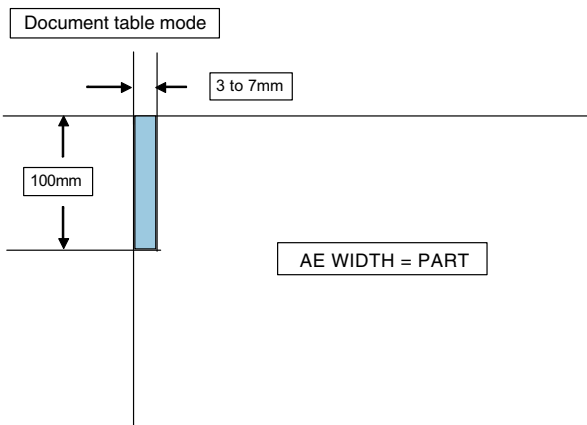 Document table mode
3 to 7mm
100mm
AE WIDTH = PART